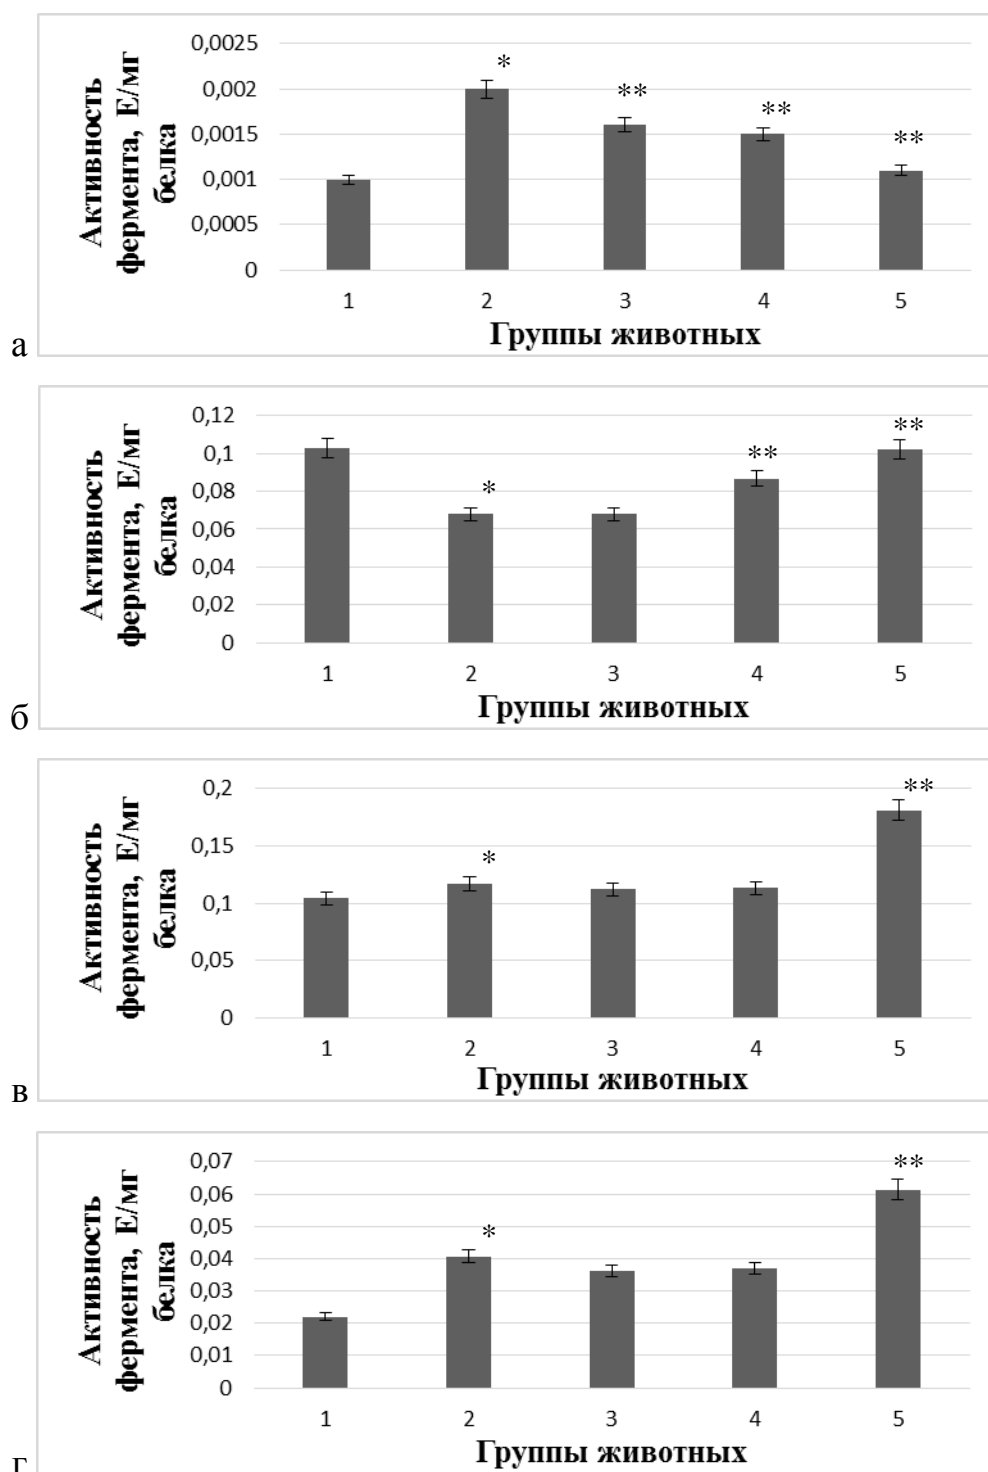 Активность
фермента, Е/мг
белка
0,0025
0,002
0,0015
0,001
0,0005
0
*
**
**
**
1 2 3 4 5
Группы животных
а
Активность
фермента, Е/мг
белка
0,12
0,1
0,08
0,06
0,04
0,02
0
*
**
**
1 2 3 4 5
Группы животных
б
Активность
фермента, Е/мг
белка
0,2
0,15
0,1
0,05
0
*
**
1 2 3 4 5
Группы животных
в
Активность
фермента, Е/мг
белка
0,07
0,06
0,05
0,04
0,03
0,02
0,01
0
*
**
1 2 3 4 5
Группы животных
г